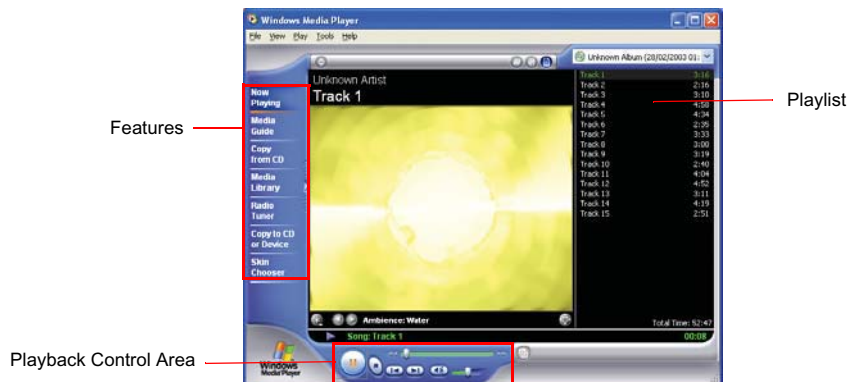 Windows Media Player
File View Play Tools Help
Unknown Album (28/02/2003 01:
Unknown Artist
Track 1
Now Playing
Media Guide
Copy from CD
Media Library
Radio Tuner
Copy to CD or Device
Skin Chooser
Features
Playlist
Track 1 3:16
Track 2 2:16
Track 3 3:10
Track 4 4:58
Track 5 4:34
Track 6 2:35
Track 7 3:33
Track 8 3:00
Track 9 3:19
Track 10 2:40
Track 11 4:04
Track 12 4:52
Track 13 3:11
Track 14 4:19
Track 15 2:51
Ambience: Water
Total Time: 52:47
Song: Track 1 00:08
Playback Control Area
Windows
Media Player